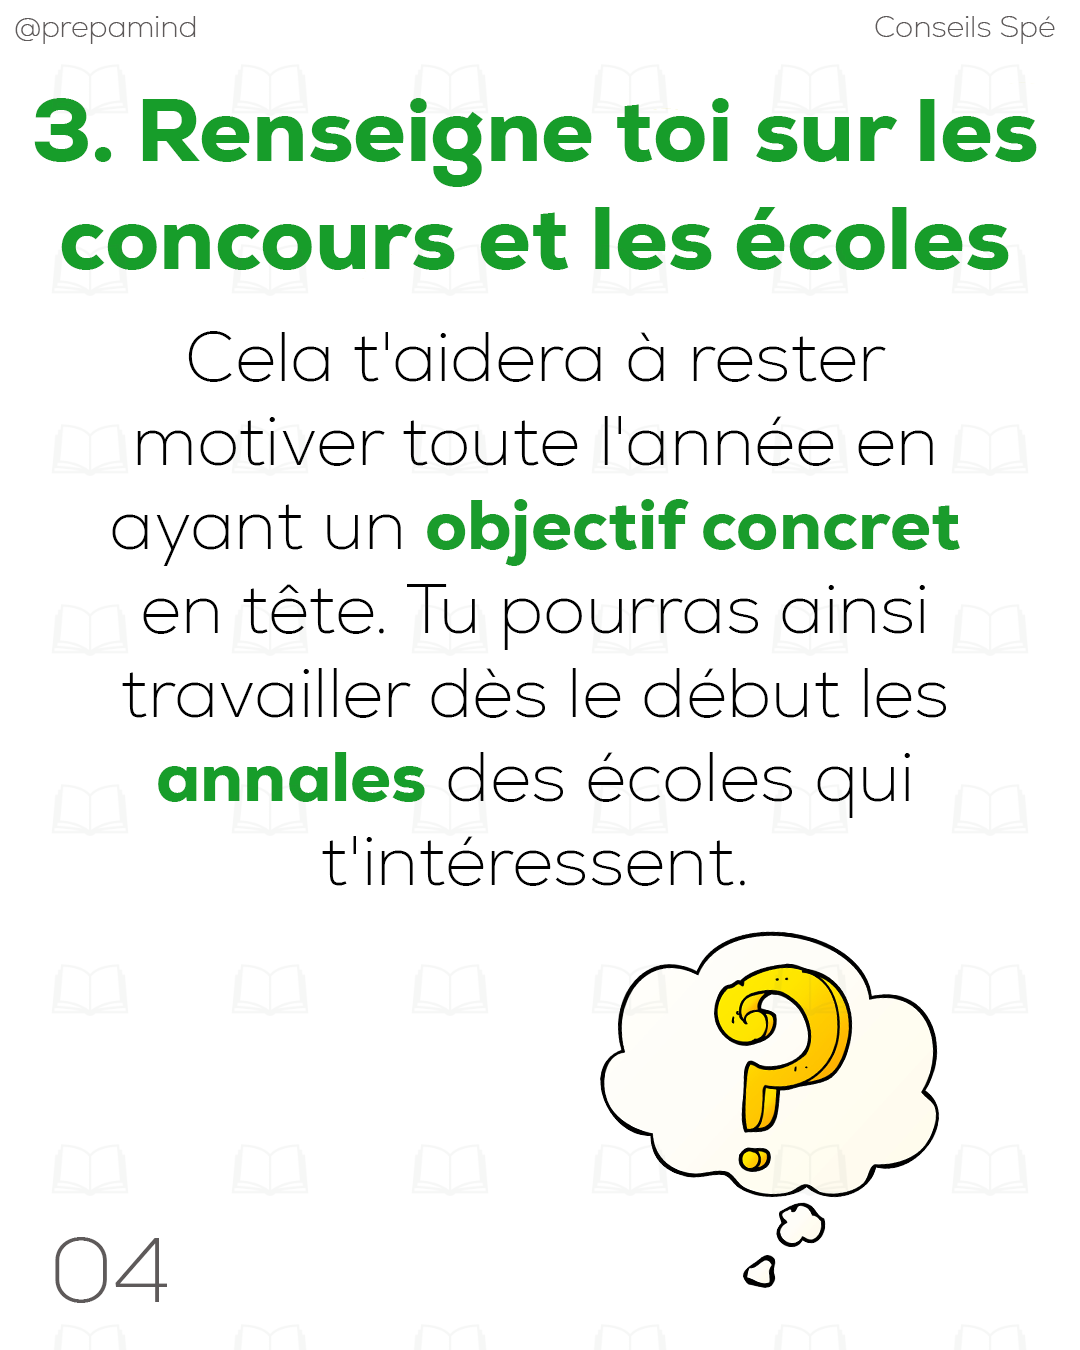 @prepamind
Conseils Spé
3. Renseigne toi sur les
concours et les écoles
Cela t'aidera à rester
motiver toute l'année en
ayant un objectif concret
en tête. Tu pourras ainsi
travailler dès le début les
annales des écoles qui
t'intéressent.
?
04